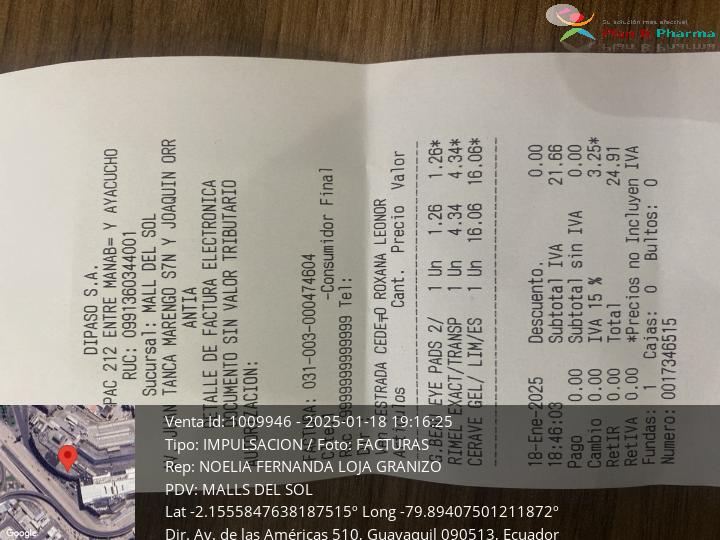 Su solución más efectiva!
Plan B Pharma
DIPASO S.A.
PAC 212 ENTRE MANAB= Y AYACUCHO
RUC: 0991360344001
Sucursal: MALL DEL SOL
TANCA MARENGO S7N Y JOAQUIN ORR
ANTIA
DETALLE DE FACTURA ELECTRONICA
DOCUMENTO SIN VALOR TRIBUTARIO
031-003-000474604
-Consumidor Final
9999999999999 Tel:
ESTRADA CEDE ROXANA LEONOR
Cant. Precio Valor
EYE PADS 2/ 1 Un 1.26 1.26*
RIMEL EXACT/TRANSP 1 Un 4.34 4.34*
CERAVE GEL/ LIM/ES 1 Un 16.06 16.06*
18-Ene-2025 Descuento. 0.00
18:46:03 Subtotal IVA 21.66
Pago 0.00 Subtotal sin IVA 0.00
Cambio 0.00 IVA 15 % 3.25*
RetIR 0.00 Total 24.91
RetIVA 0.00 *Precios no Incluyen IVA
Fundas: 1 Cajas: 0 Bultos: 0
Numero: 0017346515
Venta id: 1009946 - 2025-01-18 19:16:25
Tipo: IMPULSACION / Foto: FACTURAS
Rep: NOELIA FERNANDA LOJA GRANIZO
PDV: MALLS DEL SOL
Lat -2.1555847638187515° Long -79.89407501211872°
Dir. Av. de las Américas 510, Guayaquil 090513, Ecuador
Google